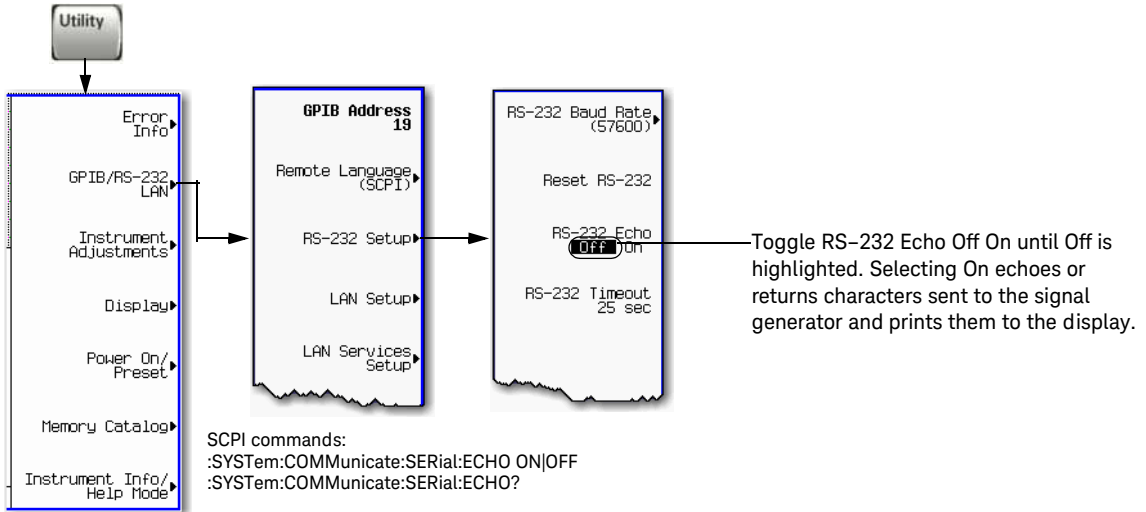 Utility
Error
Info
GPIB/RS-232
LAN
Instrument
Adjustments
Display
Power On/
Preset
Memory Catalog
Instrument Info/
Help Mode
GPIB Address
19
Remote Language
(SCPI)
RS-232 Setup
LAN Setup
LAN Services
Setup
RS-232 Baud Rate
(57600)
Reset RS-232
RS-232 Echo
Off On
RS-232 Timeout
25 sec
Toggle RS-232 Echo Off On until Off is
highlighted. Selecting On echoes or
returns characters sent to the signal
generator and prints them to the display.
SCPI commands:
:SYSTem:COMMunicate:SERial:ECHO ON|OFF
:SYSTem:COMMunicate:SERial:ECHO?